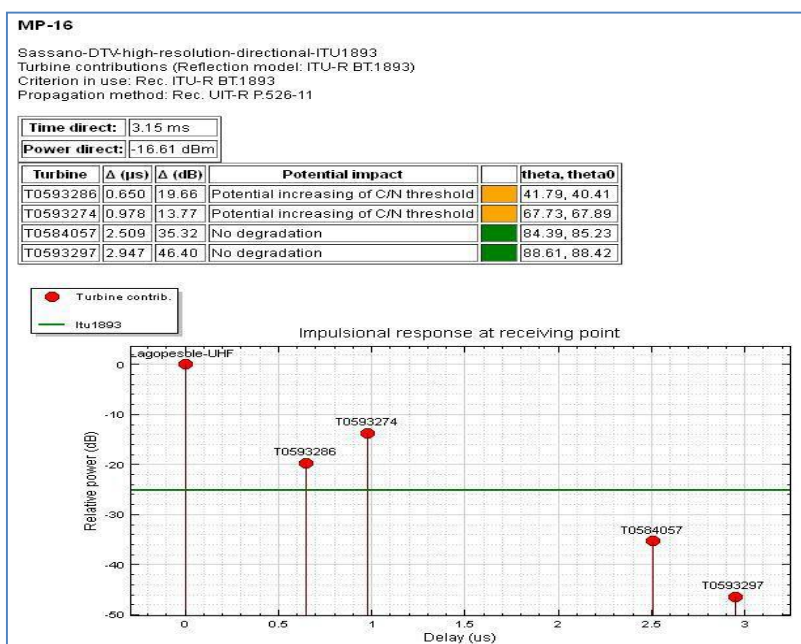 MP-16
Sassano-DTV-high-resolution-directional-ITU1893
Turbine contributions (Reflection model: ITU-R BT.1893)
Criterion in use: Rec. ITU-R BT.1893
Propagation method: Rec. UIT-R P.526-11
Time direct: 3.15 ms
Power direct: -16.61 dBm
Turbine Δ (µs) Δ (dB) Potential impact theta, theta0
T0593286 0.650 19.66 Potential increasing of C/N threshold 41.79, 40.41
T0593274 0.978 13.77 Potential increasing of C/N threshold 67.73, 67.89
T0584057 2.509 35.32 No degradation 84.39, 85.23
T0593297 2.947 46.40 No degradation 88.61, 88.42
Turbine contrib.
Itu1893
Impulsional response at receiving point
Lagopesole-UHF
T0593274
T0593286
T0584057
T0593297
Relative power (dB)
0
-10
-20
-30
-40
-50
0 0.5 1 1.5 2 2.5 3
Delay (us)